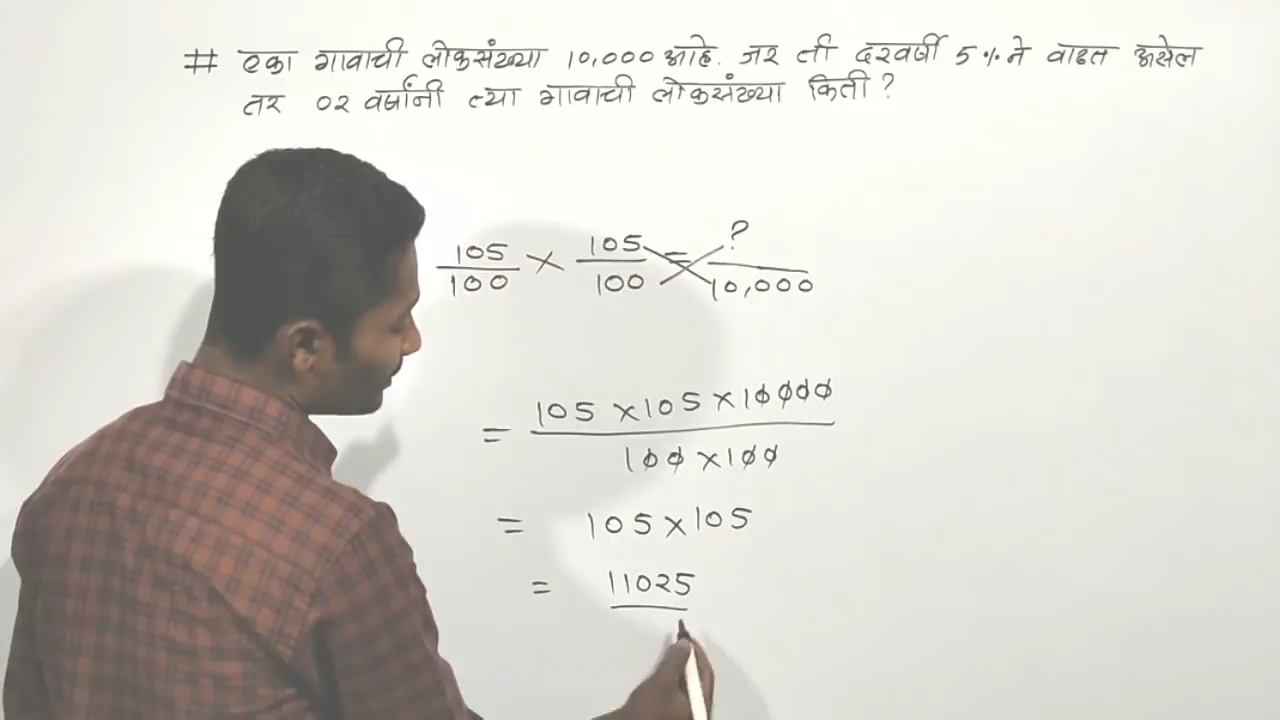 # एका गावाची लोकसंख्या 10,000 आहे. जर ती दरवर्षी 5% ने वाढत असेल
तर 02 वर्षांनी त्या गावाची लोकसंख्या किती ?
105/100 × 105/100 = ?/10,000
= 105 × 105 × 10000 / 100 × 100
= 105 × 105
= 11025